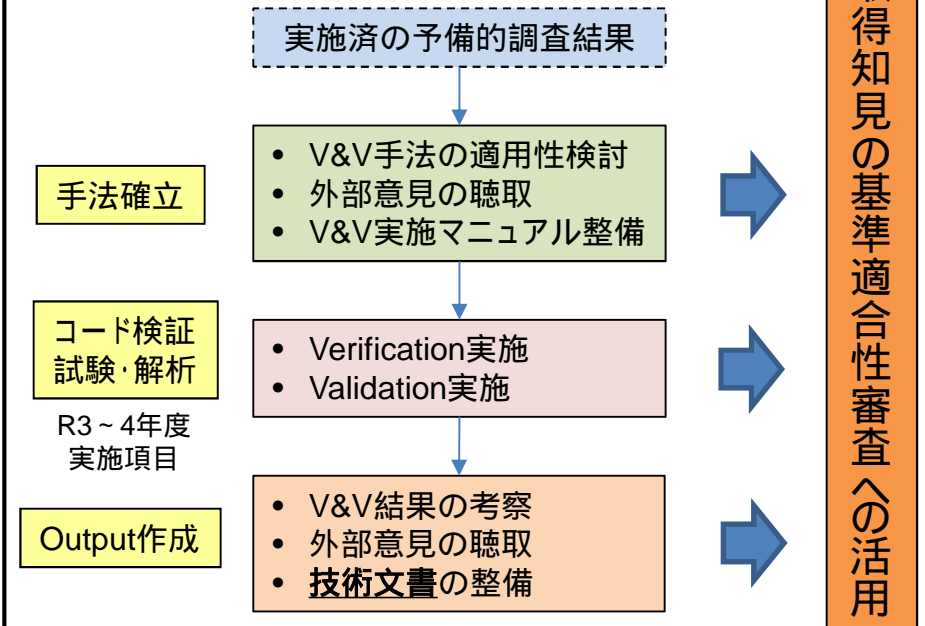 実施済の予備的調査結果
手法確立
• V&V手法の適用性検討
• 外部意見の聴取
• V&V実施マニュアル整備
コード検証
試験・解析
R3～4年度
実施項目
• Verification実施
• Validation実施
Output作成
• V&V結果の考察
• 外部意見の聴取
• 技術文書の整備
得知見の基準適合性審査への活用